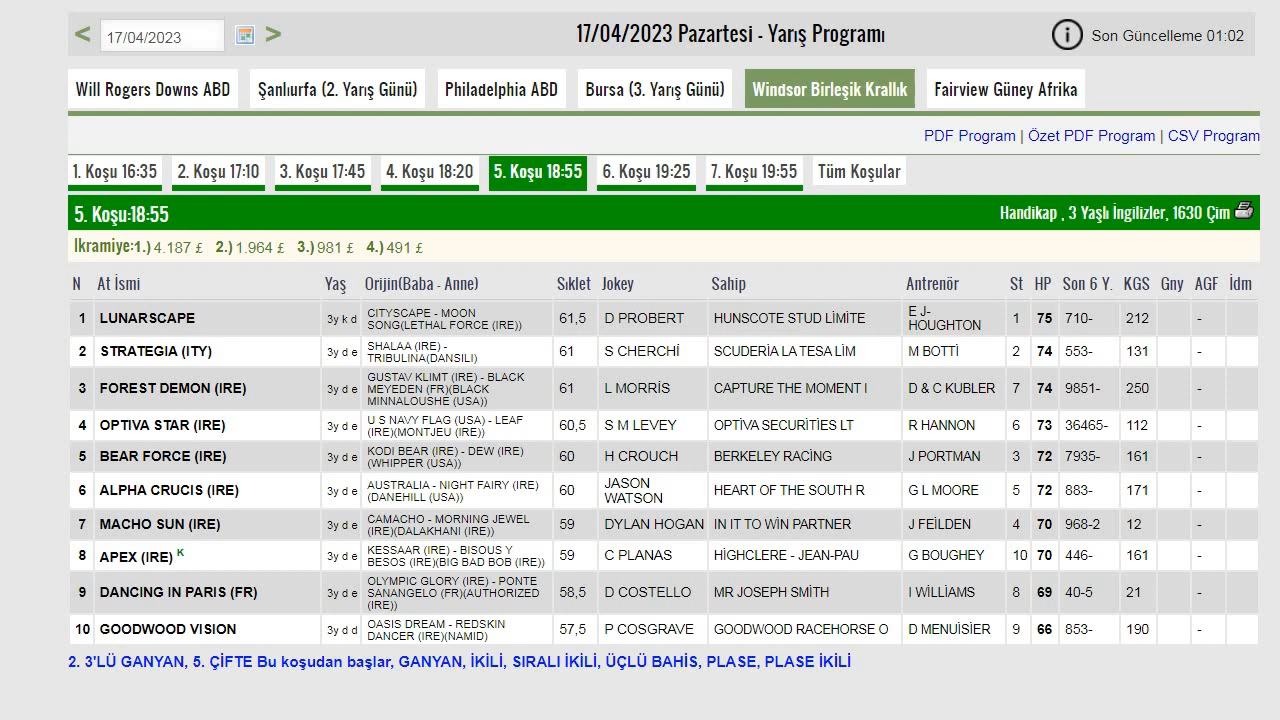 < 17/04/2023 > 17/04/2023 Pazartesi - Yarış Programı Son Güncelleme 01:02
Will Rogers Downs ABD Şanlıurfa (2. Yarış Günü) Philadelphia ABD Bursa (3. Yarış Günü) Windsor Birleşik Krallık Fairview Güney Afrika
PDF Program | Özet PDF Program | CSV Program
1. Koşu 16:35 2. Koşu 17:10 3. Koşu 17:45 4. Koşu 18:20 5. Koşu 18:55 6. Koşu 19:25 7. Koşu 19:55 Tüm Koşular
5. Koşu:18:55 Handikap , 3 Yaşlı İngilizler, 1630 Çim
İkramiye:1.) 4.187 £ 2.) 1.964 £ 3.) 981 £ 4.) 491 £
N At İsmi Yaş Orijin(Baba - Anne) Sıklet Jokey Sahip Antrenör St HP Son 6 Y. KGS Gny AGF İdm
1 LUNARSCAPE 3y k d CITYSCAPE - MOON SONG(LETHAL FORCE (IRE)) 61,5 D PROBERT HUNSCOTE STUD LİMİTE E J-HOUGHTON 1 75 710- 212 -
2 STRATEGIA (ITY) 3y d e SHALAA (IRE) - TRIBULINA(DANSILI) 61 S CHERCHİ SCUDERİA LA TESA LİM M BOTTİ 2 74 553- 131 -
3 FOREST DEMON (IRE) 3y d e GUSTAV KLIMT (IRE) - BLACK MEYEDEN (FR)(BLACK MINNALOUSHE (USA)) 61 L MORRİS CAPTURE THE MOMENT I D & C KUBLER 7 74 9851- 250 -
4 OPTIVA STAR (IRE) 3y d e U S NAVY FLAG (USA) - LEAF (IRE)(MONTJEU (IRE)) 60,5 S M LEVEY OPTİVA SECURİTİES LT R HANNON 6 73 36465- 112 -
5 BEAR FORCE (IRE) 3y d e KODI BEAR (IRE) - DEW (IRE)(WHIPPER (USA)) 60 H CROUCH BERKELEY RACİNG J PORTMAN 3 72 7935- 161 -
6 ALPHA CRUCIS (IRE) 3y d e AUSTRALIA - NIGHT FAIRY (IRE)(DANEHILL (USA)) 60 JASON WATSON HEART OF THE SOUTH R G L MOORE 5 72 883- 171 -
7 MACHO SUN (IRE) 3y d e CAMACHO - MORNING JEWEL (IRE)(DALAKHANI (IRE)) 59 DYLAN HOGAN IN IT TO WİN PARTNER J FEİLDEN 4 70 968-2 12 -
8 APEX (IRE) K 3y d e KESSAAR (IRE) - BISOUS Y BESOS (IRE)(BIG BAD BOB (IRE)) 59 C PLANAS HİGHCLERE - JEAN-PAU G BOUGHEY 10 70 446- 161 -
9 DANCING IN PARIS (FR) 3y d e OLYMPIC GLORY (IRE) - PONTE SANANGELO (FR)(AUTHORIZED (IRE)) 58,5 D COSTELLO MR JOSEPH SMİTH I WİLLİAMS 8 69 40-5 21 -
10 GOODWOOD VISION 3y d d OASIS DREAM - REDSKIN DANCER (IRE)(NAMID) 57,5 P COSGRAVE GOODWOOD RACEHORSE O D MENUİSİER 9 66 853- 190 -
2. 3'LÜ GANYAN, 5. ÇİFTE Bu koşudan başlar, GANYAN, İKİLİ, SIRALI İKİLİ, ÜÇLÜ BAHİS, PLASE, PLASE İKİLİ